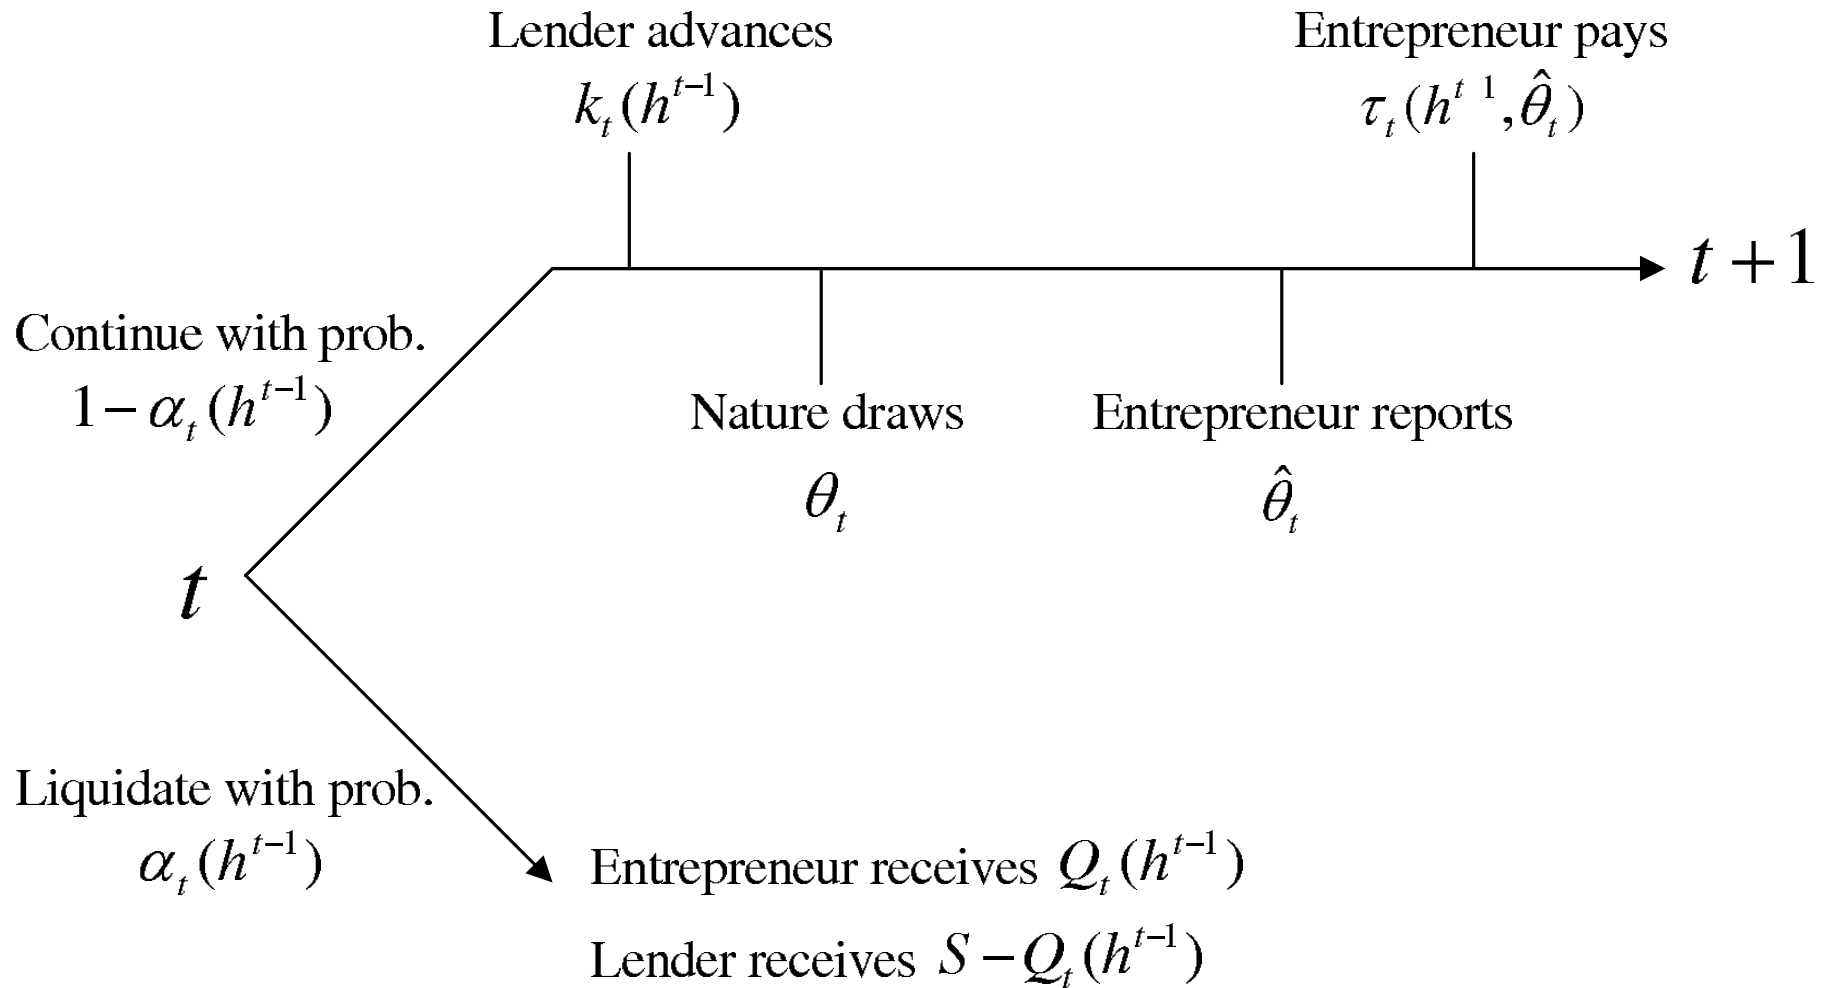 Lender advances
k_t(h^{t-1})
Entrepreneur pays
τ_t(h^{t 1}, θ̂_t)
t+1
Continue with prob.
1-α_t(h^{t-1})
Nature draws
θ_t
Entrepreneur reports
θ̂_t
t
Liquidate with prob.
α_t(h^{t-1})
Entrepreneur receives Q_t(h^{t-1})
Lender receives S-Q_t(h^{t-1})